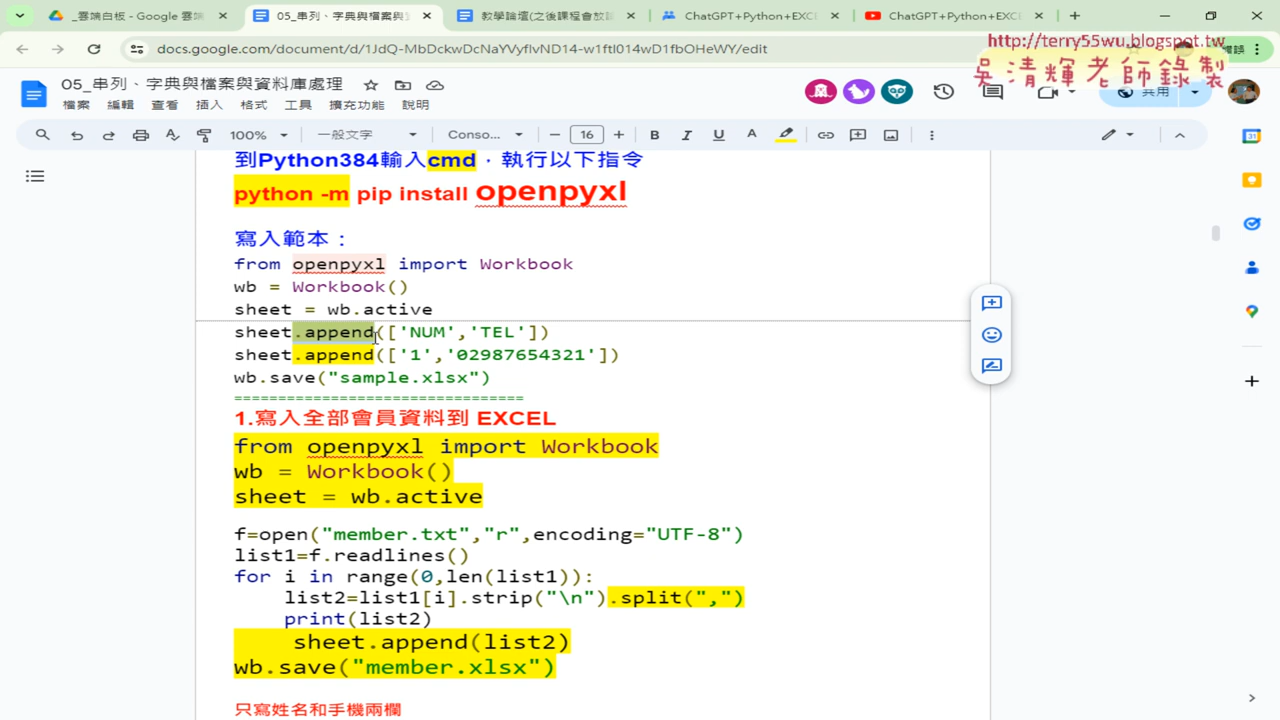 _雲端白板 - Google 雲端
05_串列、字典與檔案與資
教學論壇(之後課程會放
ChatGPT+Python+EXC
ChatGPT+Python+EXC
docs.google.com/document/d/1JdQ-MbDckwDcNaYVyfIvND14-w1ftI014wD1fbOHeWY/edit
http://terry55wu.blogspot.tw
吳清輝老師錄製
05_串列、字典與檔案與資料庫處理
共用
檔案 編輯 查看 插入 格式 工具 擴充功能 說明
100% 一般文字 Conso... 16 B I U A
到Python384輸入cmd，執行以下指令
python -m pip install openpyxl
寫入範本：
from openpyxl import Workbook
wb = Workbook()
sheet = wb.active
sheet.append(['NUM','TEL'])
sheet.append(['1','02987654321'])
wb.save("sample.xlsx")
================================
1.寫入全部會員資料到 EXCEL
from openpyxl import Workbook
wb = Workbook()
sheet = wb.active
f=open("member.txt","r",encoding="UTF-8")
list1=f.readlines()
for i in range(0,len(list1)):
list2=list1[i].strip("\n").split(",")
print(list2)
sheet.append(list2)
wb.save("member.xlsx")
只寫姓名和手機兩欄